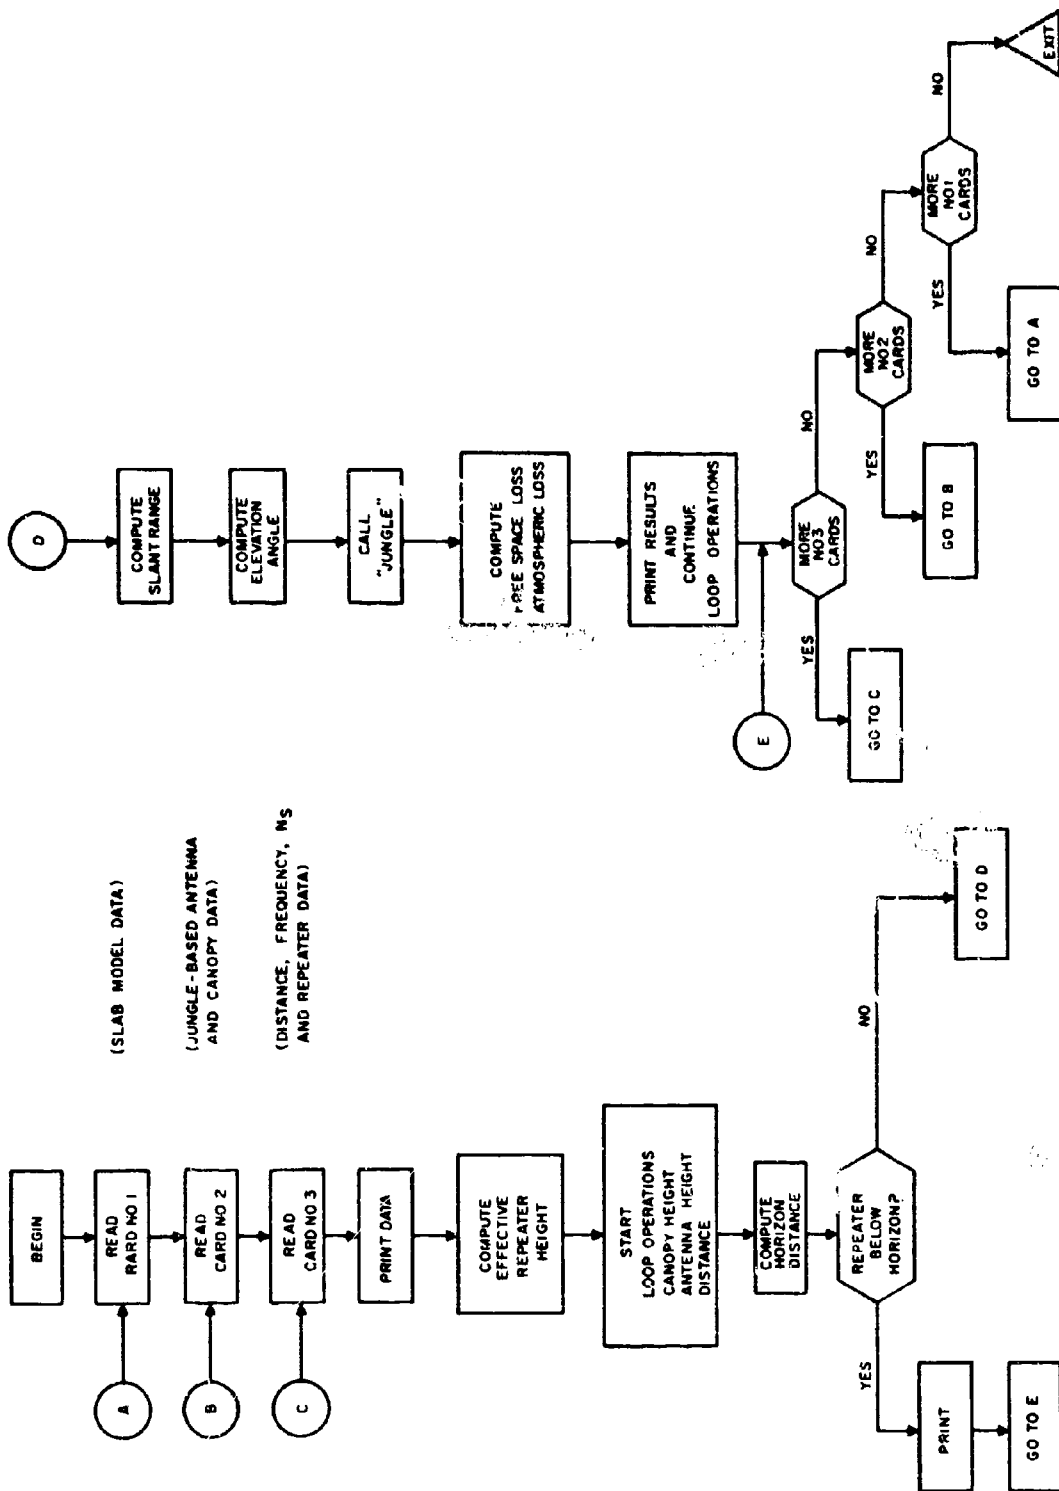 BEGIN
A
READ
RARD NO 1
(SLAB MODEL DATA)
B
READ
CARD NO 2
(JUNGLE-BASED ANTENNA
AND CANOPY DATA)
C
READ
CARD NO 3
(DISTANCE, FREQUENCY, NS
AND REPEATER DATA)
PRINT DATA
COMPUTE
EFFECTIVE
REPEATER
HEIGHT
START
LOOP OPERATIONS
CANOPY HEIGHT
ANTENNA HEIGHT
DISTANCE
COMPUTE
HORIZON
DISTANCE
REPEATER
BELOW
HORIZON?
YES
NO
PRINT
GO TO E
GO TO D
D
COMPUTE
SLANT RANGE
COMPUTE
ELEVATION
ANGLE
CALL
"JUNGLE"
COMPUTE
FREE SPACE LOSS
ATMOSPHERIC LOSS
PRINT RESULTS
AND
CONTINUE
LOOP OPERATIONS
E
MORE
NO3
CARDS
YES
NO
GO TO C
MORE
NO2
CARDS
YES
NO
GO TO B
MORE
NO1
CARDS
YES
NO
GO TO A
EXIT